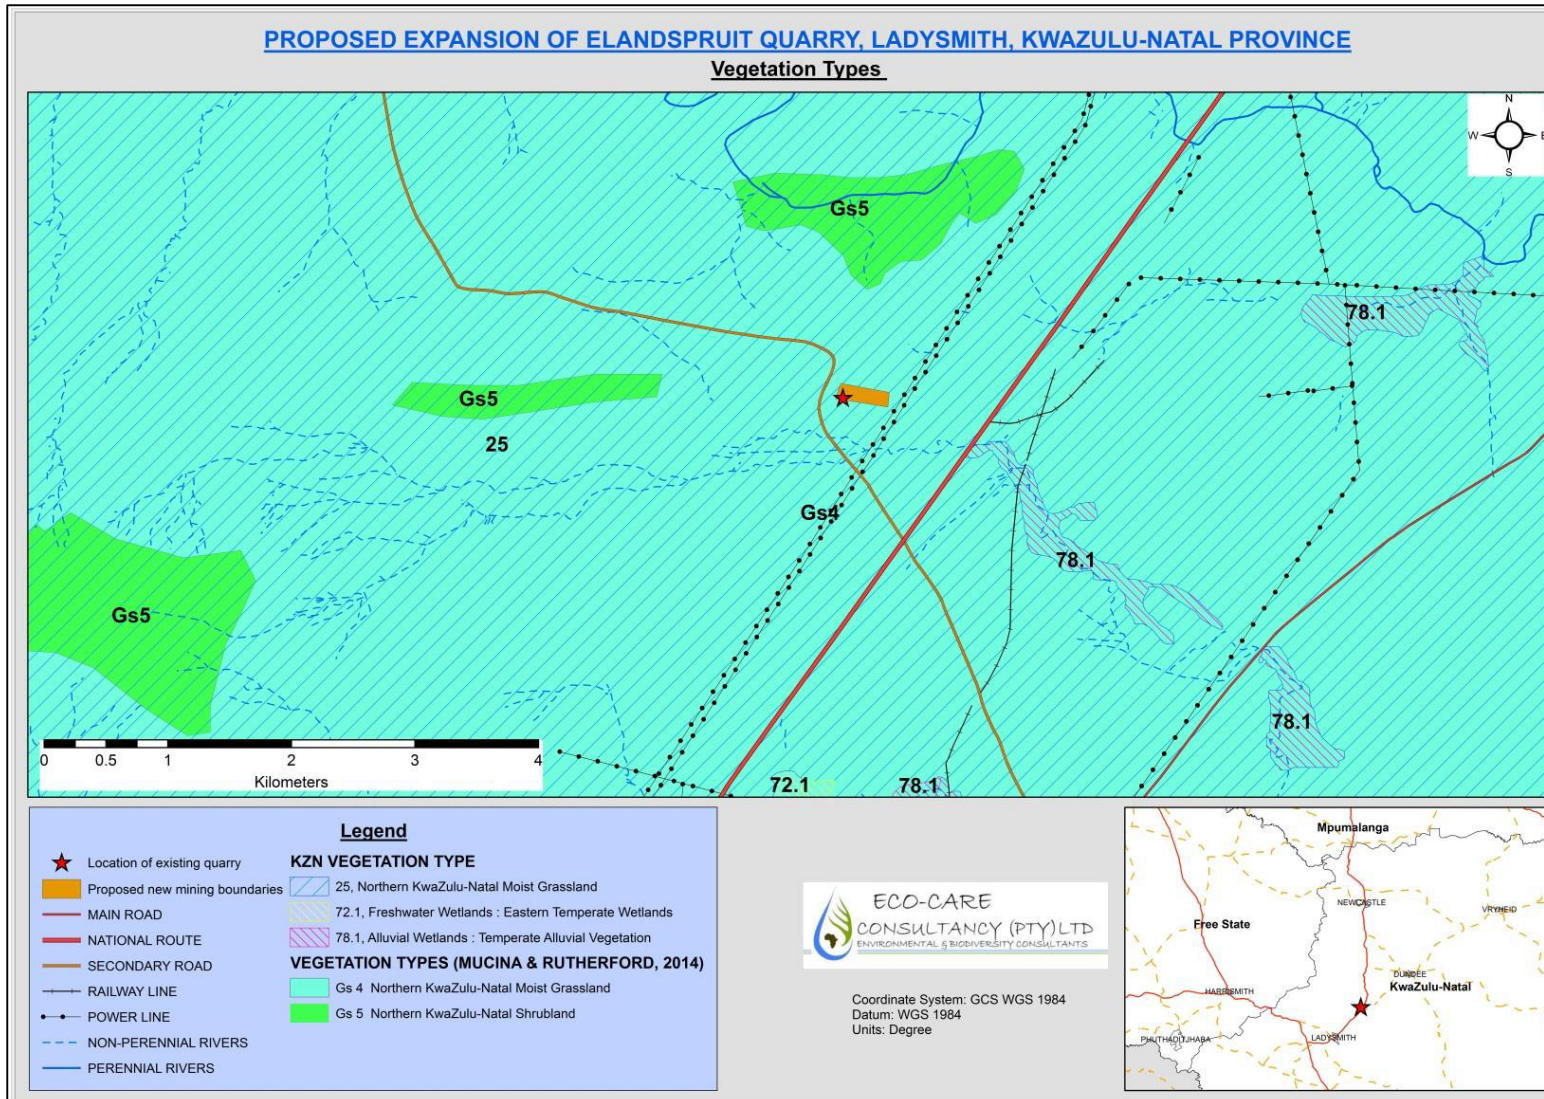 PROPOSED EXPANSION OF ELANDSPRUIT QUARRY, LADYSMITH, KWAZULU-NATAL PROVINCE
Vegetation Types
N
W E
S
Gs5
78.1
Gs5
25
Gs4
78.1
Gs5
78.1
72.1
78.1
0 0.5 1 2 3 4
Kilometers
Legend
Location of existing quarry
Proposed new mining boundaries
MAIN ROAD
NATIONAL ROUTE
SECONDARY ROAD
RAILWAY LINE
POWER LINE
NON-PERENNIAL RIVERS
PERENNIAL RIVERS
KZN VEGETATION TYPE
25, Northern KwaZulu-Natal Moist Grassland
72.1, Freshwater Wetlands : Eastern Temperate Wetlands
78.1, Alluvial Wetlands : Temperate Alluvial Vegetation
VEGETATION TYPES (MUCINA & RUTHERFORD, 2014)
Gs 4 Northern KwaZulu-Natal Moist Grassland
Gs 5 Northern KwaZulu-Natal Shrubland
ECO-CARE
CONSULTANCY (PTY)LTD
ENVIRONMENTAL & BIODIVERSITY CONSULTANTS
Coordinate System: GCS WGS 1984
Datum: WGS 1984
Units: Degree
Mpumalanga
NEWCASTLE
VRYHEID
Free State
DUNDEE
KwaZulu-Natal
HARRISMITH
LADYSMITH
PHUTHADITJHABA